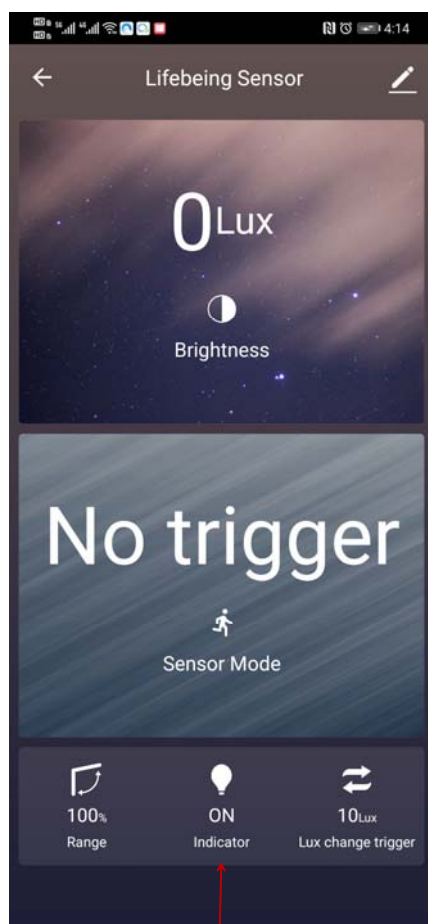 4:14
Lifebeing Sensor
0Lux
Brightness
No trigger
Sensor Mode
100% ON 10Lux
Range Indicator Lux change trigger